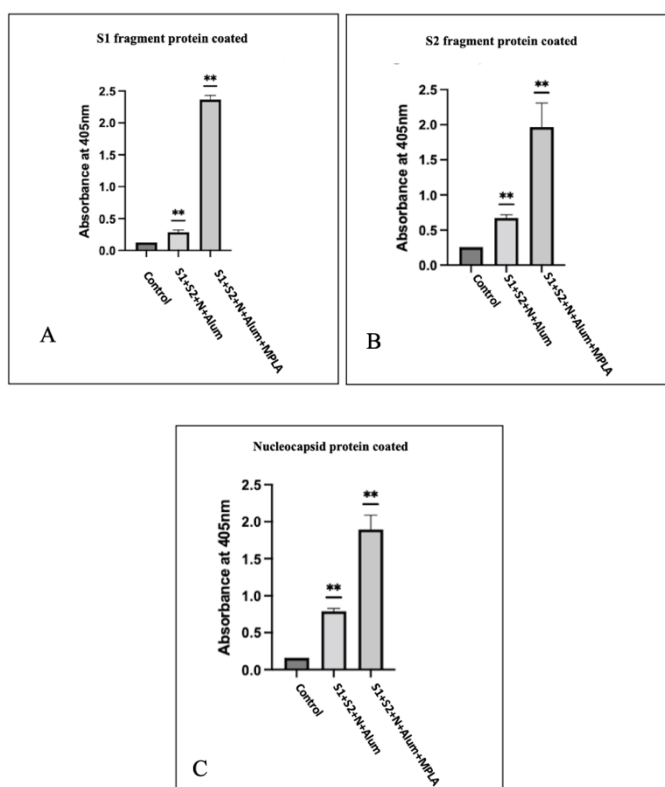 S1 fragment protein coated
Absorbance at 405nm
2.5
2.0
1.5
1.0
0.5
0.0
**
**
Control
S1+S2+N+Alum
S1+S2+N+Alum+MPLA
A
S2 fragment protein coated
Absorbance at 405nm
2.5
2.0
1.5
1.0
0.5
0.0
**
**
Control
S1+S2+N+Alum
S1+S2+N+Alum+MPLA
B
Nucleocapsid protein coated
Absorbance at 405nm
2.5
2.0
1.5
1.0
0.5
0.0
**
**
Control
S1+S2+N+Alum
S1+S2+N+Alum+MPLA
C